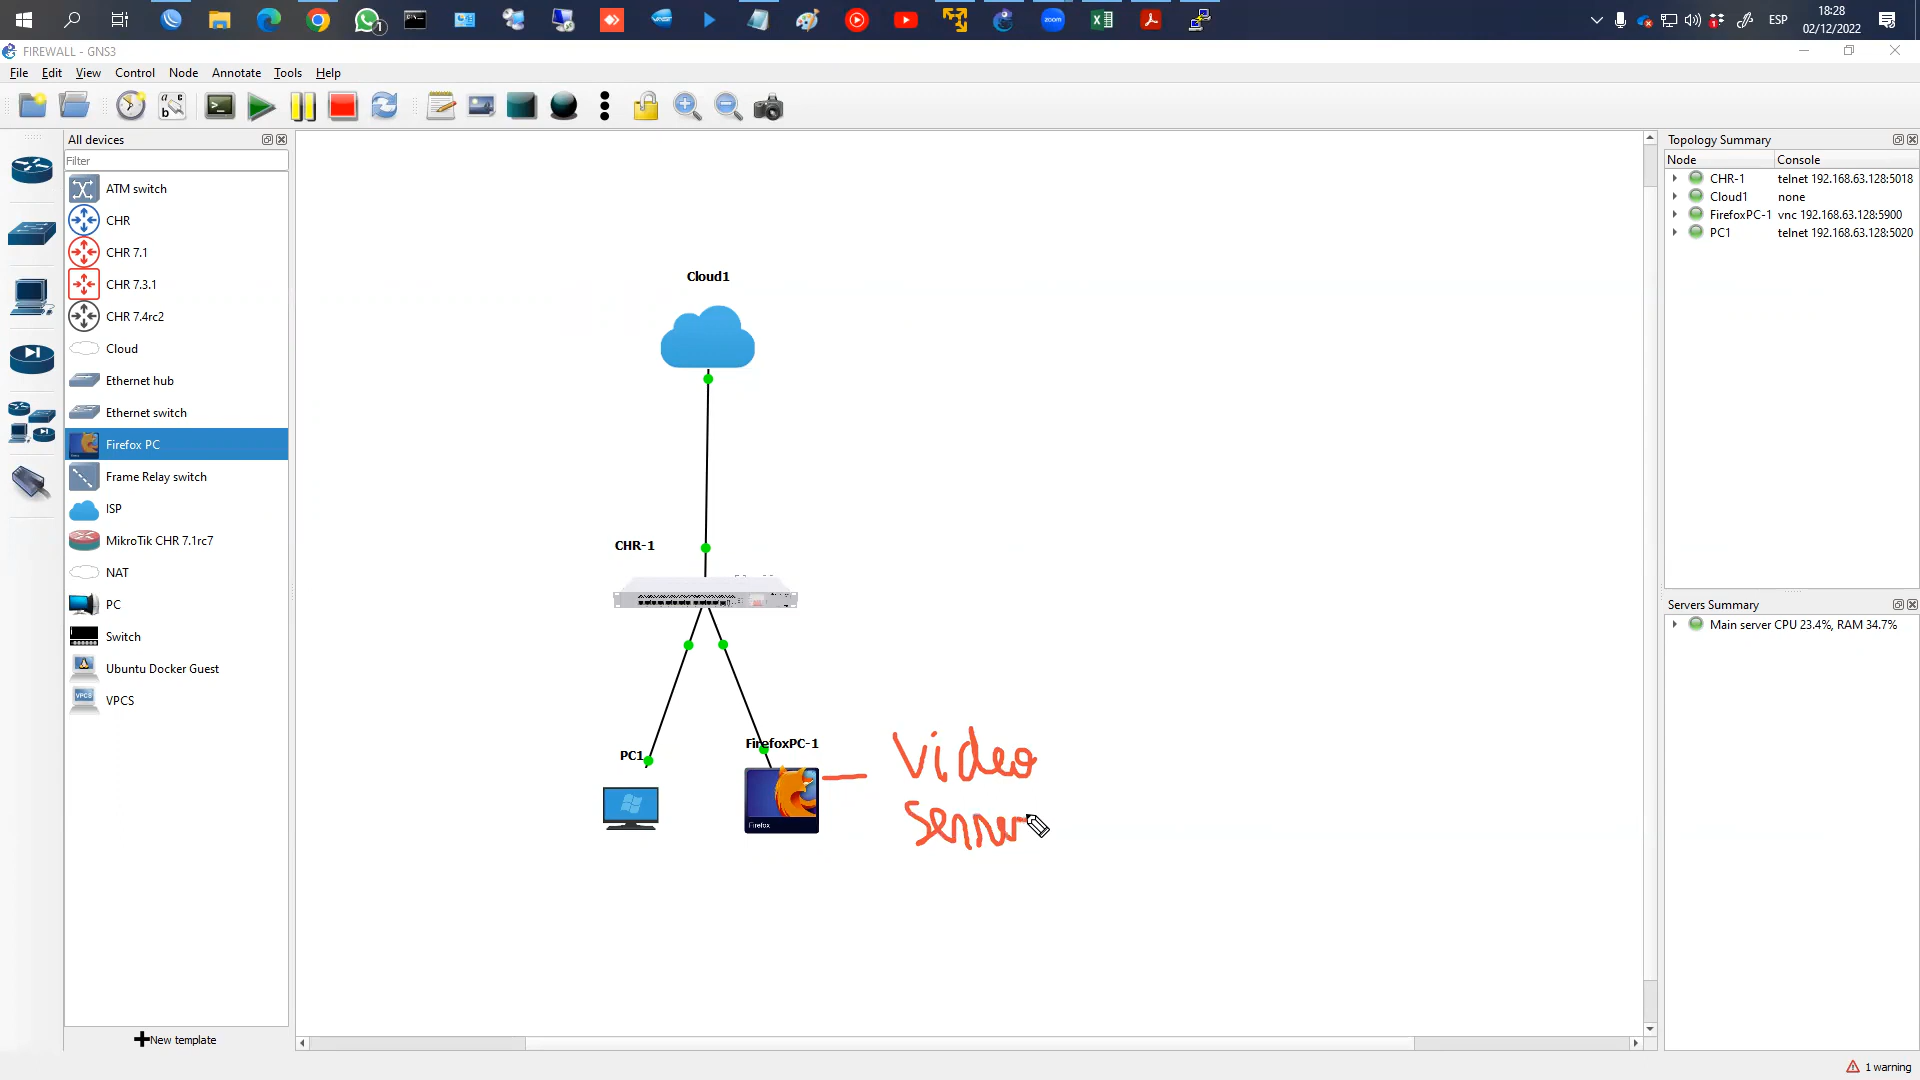 1
ESP
18:28
02/12/2022
FIREWALL - GNS3
File Edit View Control Node Annotate Tools Help
All devices
Filter
ATM switch
CHR
CHR 7.1
CHR 7.3.1
CHR 7.4rc2
Cloud
Ethernet hub
Ethernet switch
Firefox PC
Frame Relay switch
ISP
MikroTik CHR 7.1rc7
NAT
PC
Switch
Ubuntu Docker Guest
VPCS
New template
Cloud1
CHR-1
PC1
FirefoxPC-1
Firefox
Video
Server
Topology Summary
Node Console
CHR-1 telnet 192.168.63.128:5018
Cloud1 none
FirefoxPC-1 vnc 192.168.63.128:5900
PC1 telnet 192.168.63.128:5020
Servers Summary
Main server CPU 23.4%, RAM 34.7%
1 warning